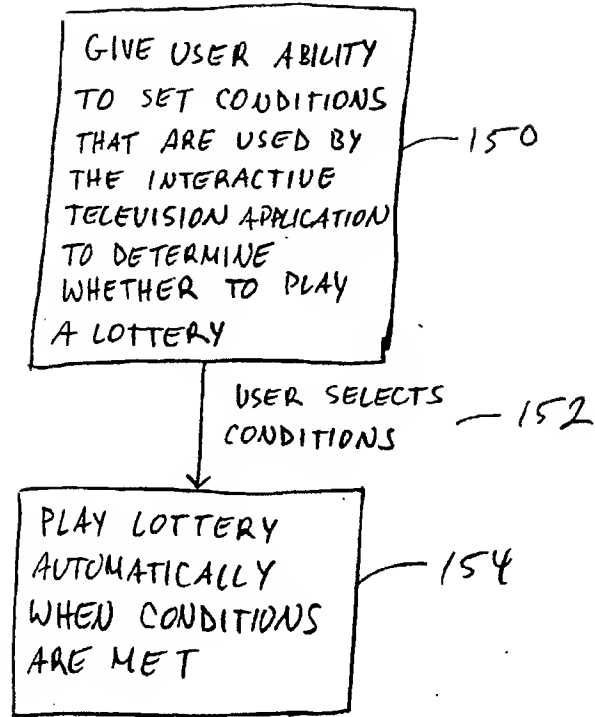 GIVE USER ABILITY
TO SET CONDITIONS
THAT ARE USED BY
THE INTERACTIVE
TELEVISION APPLICATION
TO DETERMINE
WHETHER TO PLAY
A LOTTERY
150
USER SELECTS
CONDITIONS
152
PLAY LOTTERY
AUTOMATICALLY
WHEN CONDITIONS
ARE MET
154